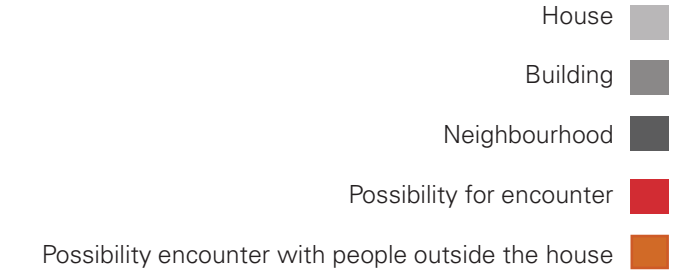 House
Building
Neighbourhood
Possibility for encounter
Possibility encounter with people outside the house